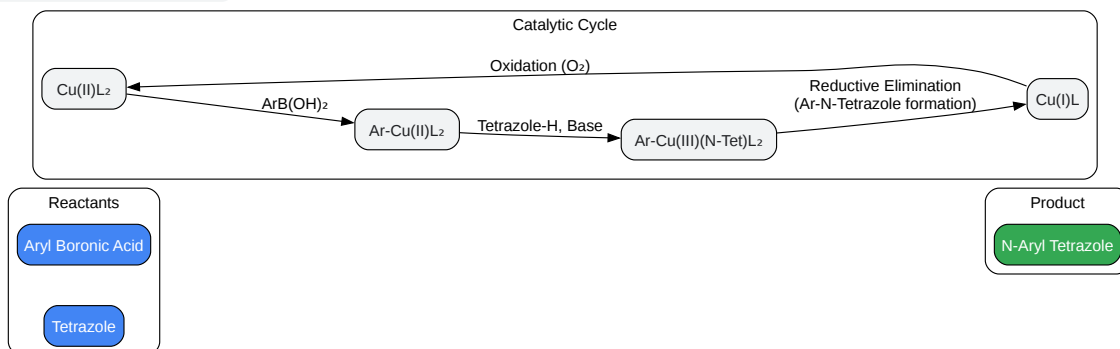 Catalytic Cycle
Oxidation (O₂)
Reductive Elimination
(Ar-N-Tetrazole formation)
Cu(II)L₂
ArB(OH)₂
Cu(I)L
Ar-Cu(II)L₂
Tetrazole-H, Base
Ar-Cu(III)(N-Tet)L₂
Reactants
Aryl Boronic Acid
Tetrazole
Product
N-Aryl Tetrazole